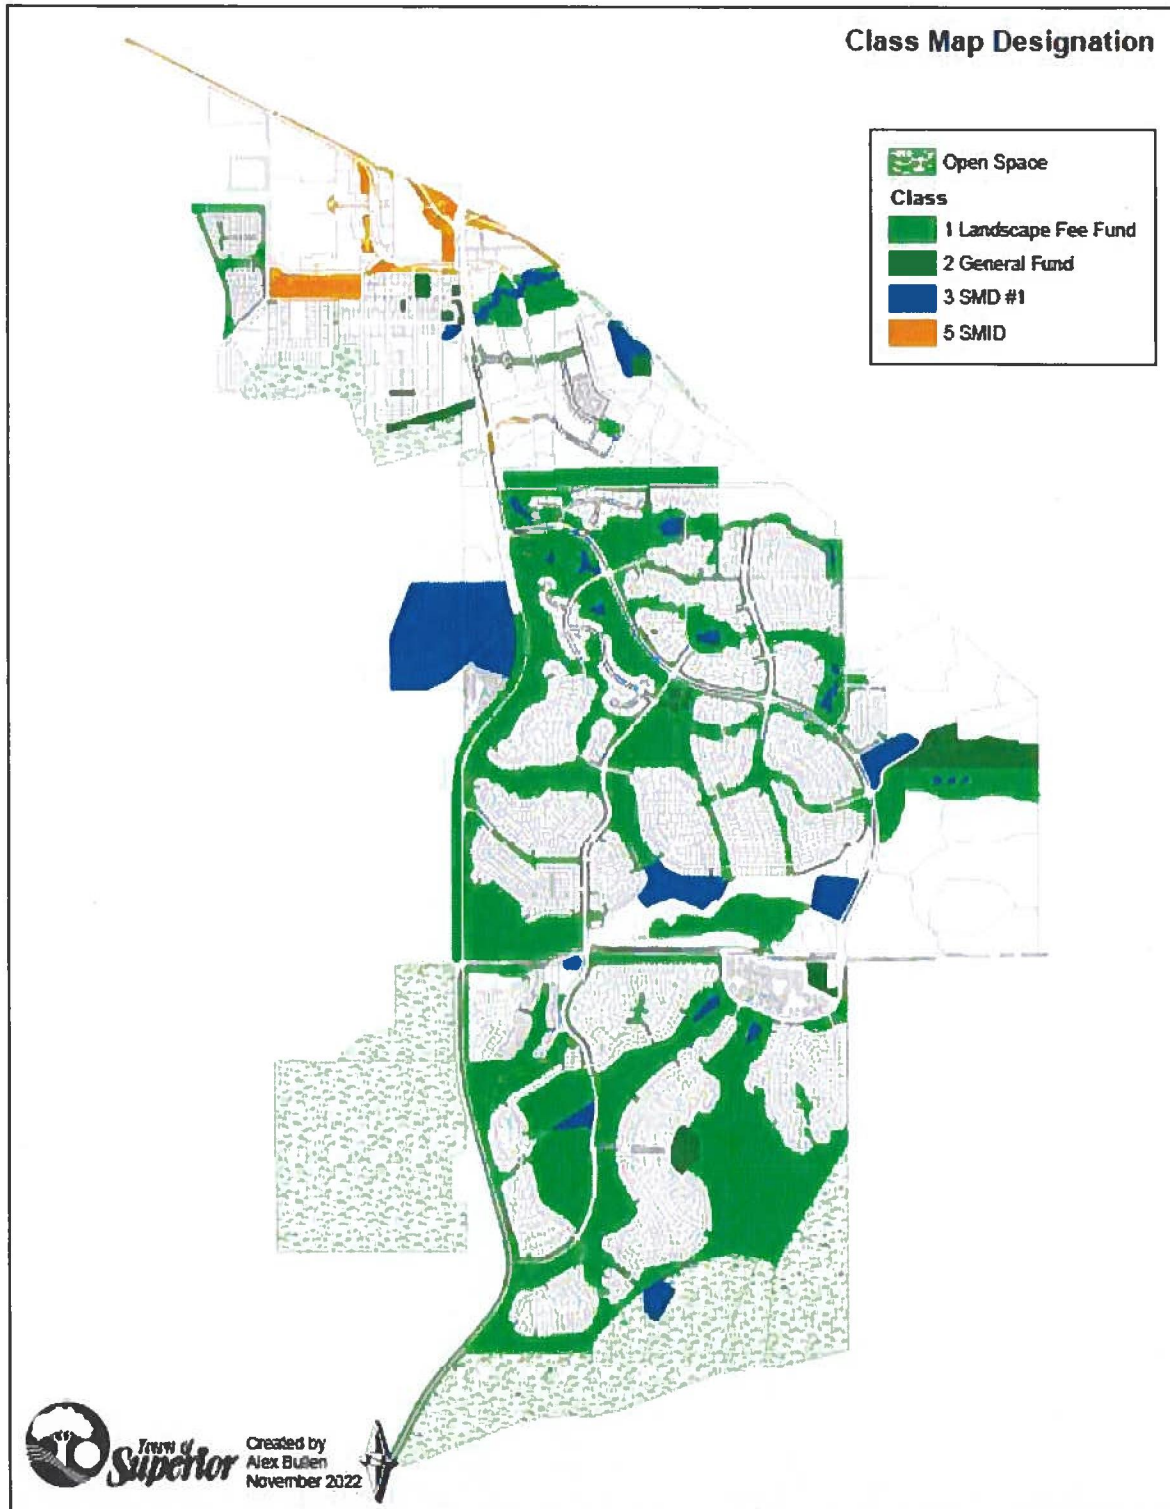 Class Map Designation
Open Space
Class
1 Landscape Fee Fund
2 General Fund
3 SMD #1
5 SMID
Town of
Superior
Created by
Alex Bullen
November 2022